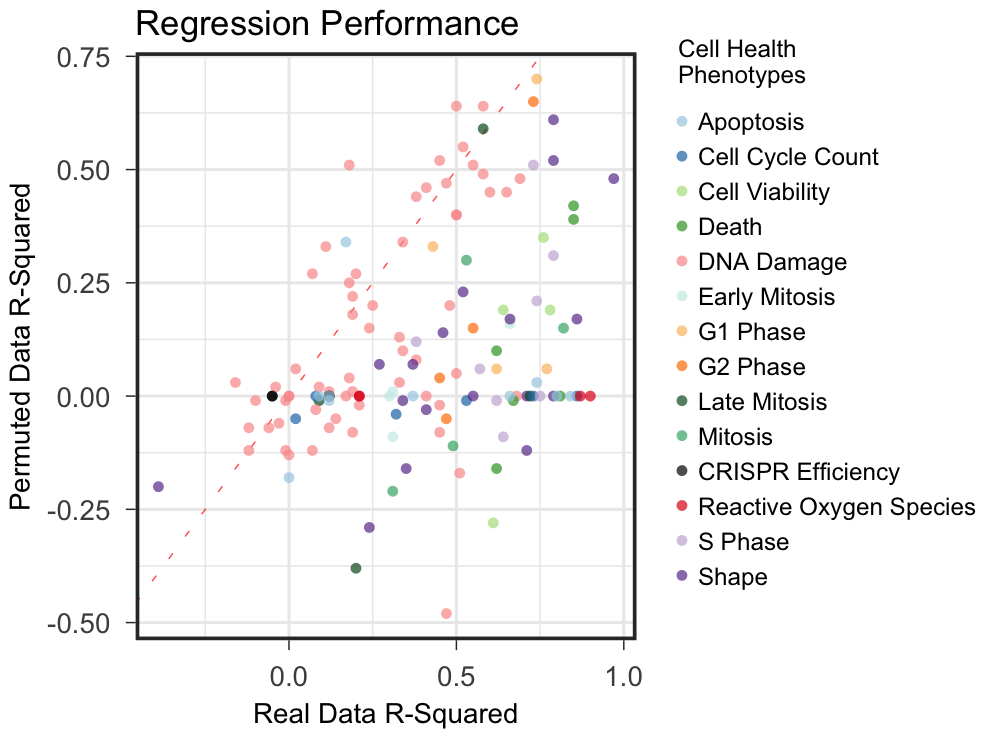 Regression Performance
Cell Health
Phenotypes
Apoptosis
Cell Cycle Count
Cell Viability
Death
DNA Damage
Early Mitosis
G1 Phase
G2 Phase
Late Mitosis
Mitosis
CRISPR Efficiency
Reactive Oxygen Species
S Phase
Shape
Permuted Data R-Squared
0.75
0.50
0.25
0.00
-0.25
-0.50
0.0
0.5
1.0
Real Data R-Squared